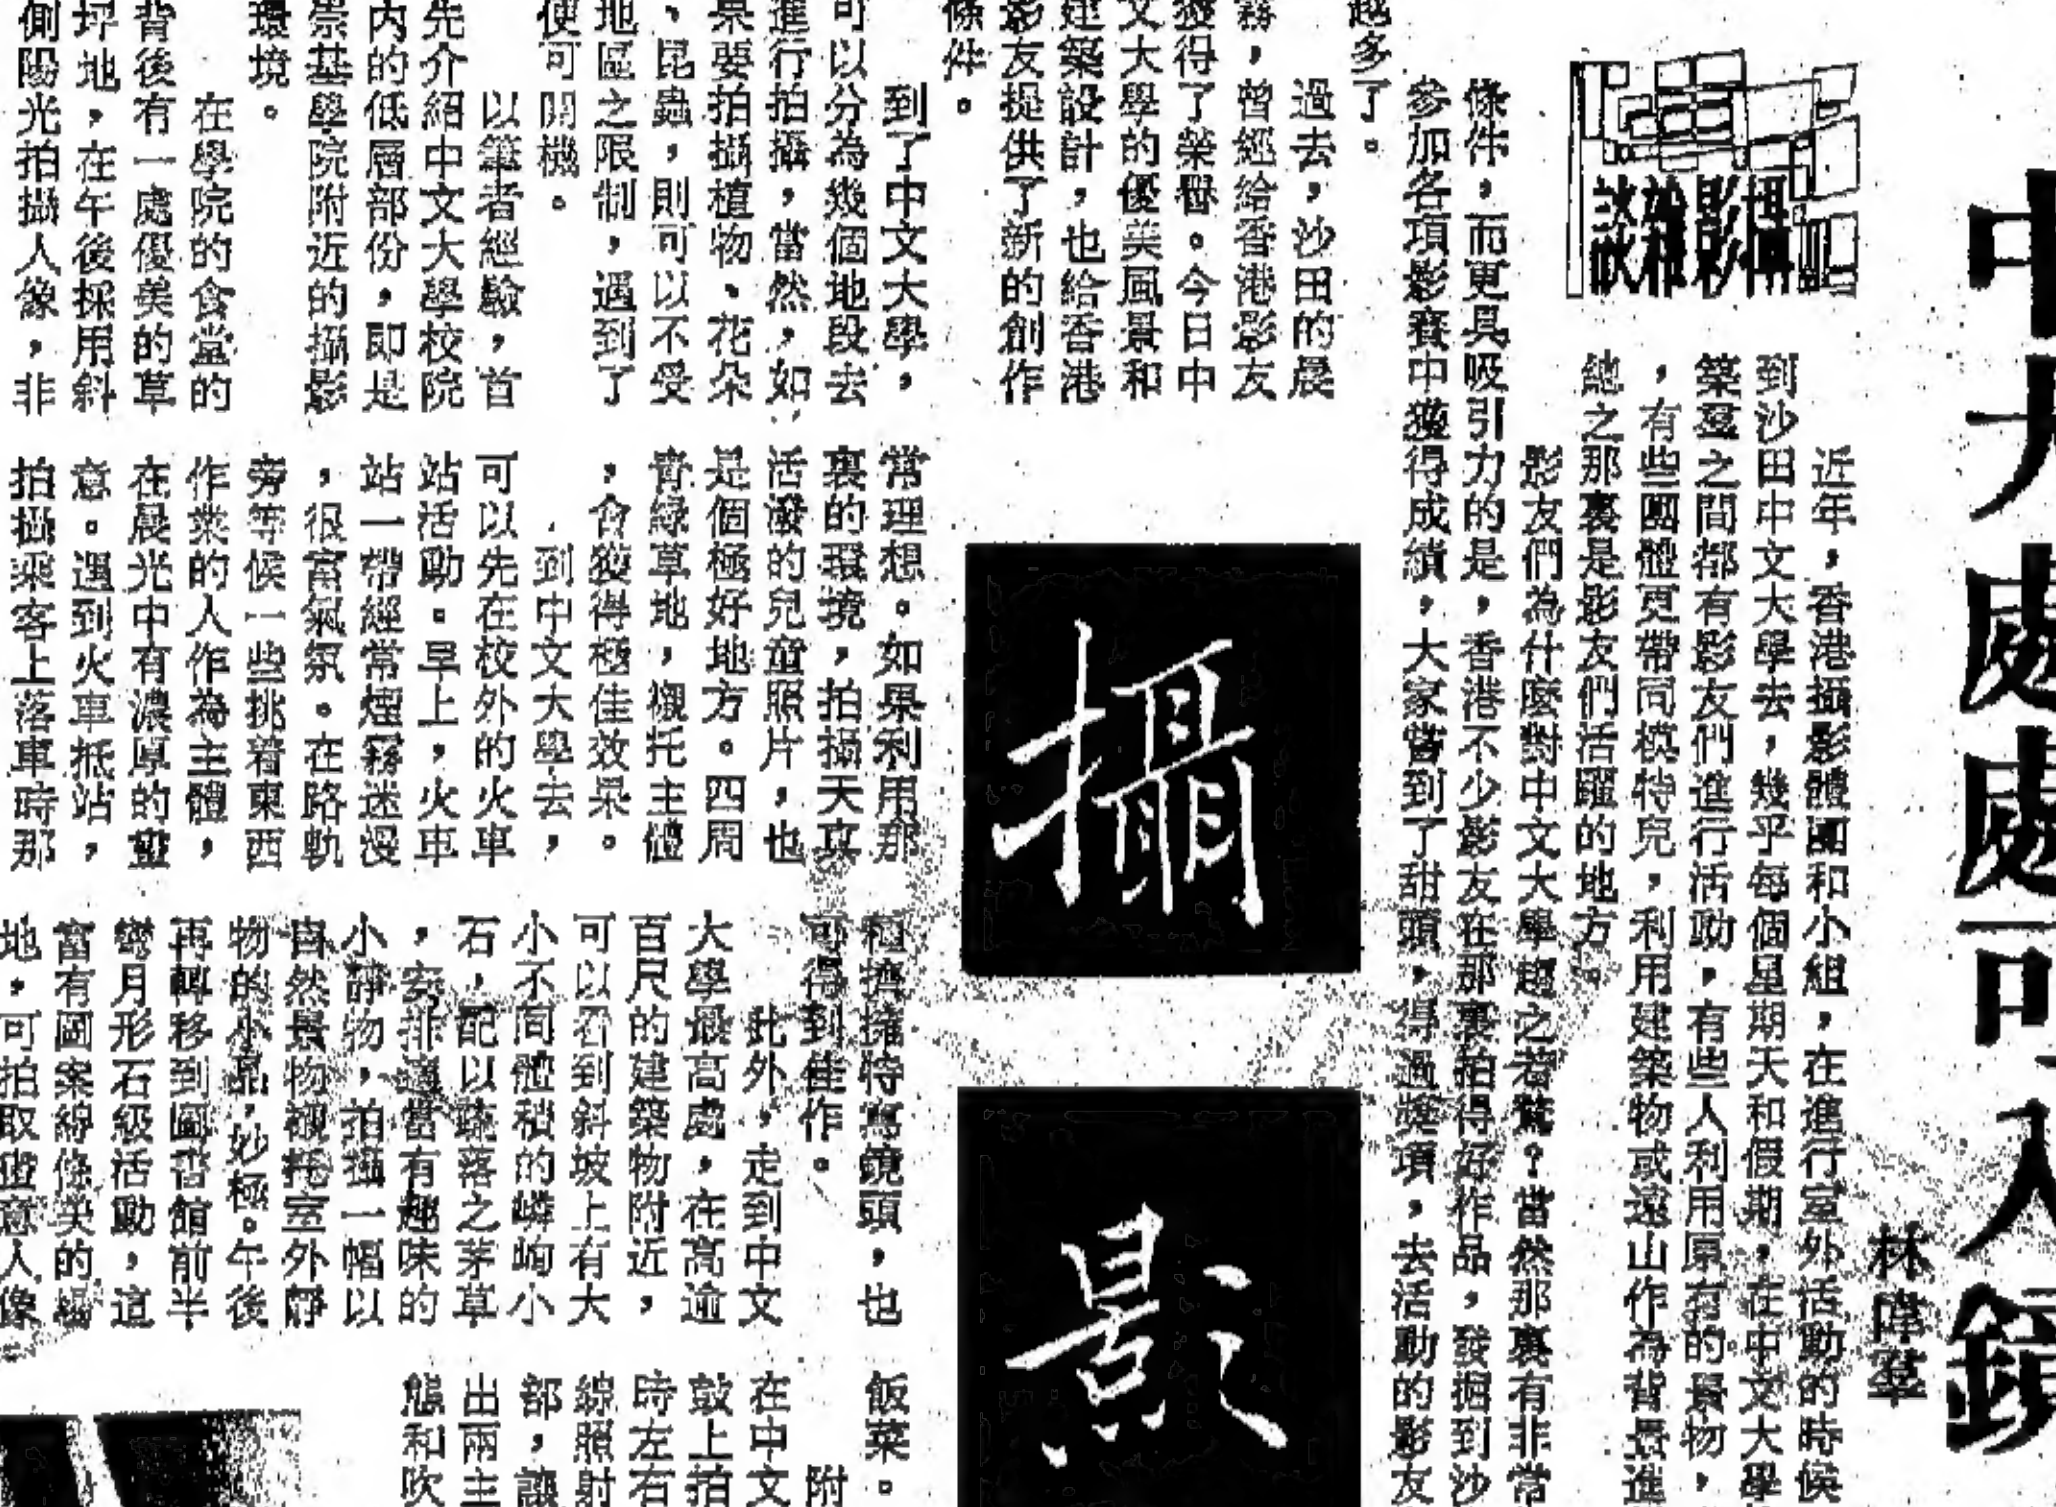 中大處處可入鏡
林偉羣
攝影雜談
近年，香港攝影體團和小組，在進行室外活動的時候
到沙田中文大學去，幾乎每個星期天和假期，在中文大學
築羣之間都有影友們進行活動，有些人利用原有的景物，
，有些團體更帶同模特兒，利用建築物或遠山作為背景進
總之那裏是影友們活躍的地方。
影友們為什麼對中文大學趨之若鶩？當然那裏有非常
條件，而更具吸引力的是，香港不少影友在那裏拍得好作品，發掘到沙
參加各項影賽中獲得成績，大家嘗到了甜頭，得過獎項，去活動的影友
越多了。
過去，沙田的晨
霧，曾經給香港影友
獲得了榮譽。今日中
文大學的優美風景和
建築設計，也給香港
影友提供了新的創作
條件。
到了中文大學，
可以分為幾個地段去
進行拍攝，當然，如
果要拍攝植物、花朵
、昆蟲，則可以不受
地區之限制，遇到了
便可開機。
以筆者經驗，首
先介紹中文大學校院
內的低層部份，即是
崇基學院附近的攝影
環境。
在學院的食堂的
背後有一處優美的草
坪地，在午後採用斜
側陽光拍攝人像，非
攝
影
常理想。如果利用那
裏的環境，拍攝天真
活潑的兒童照片，也
是個極好地方。四周
青綠草地，襯托主體
，會獲得極佳效果。
到中文大學去，
可以先在校外的火車
站活動。早上，火車
站一帶經常煙霧迷漫
，很富氣氛。在路軌
旁等候一些挑着東西
作業的人作為主體，
在晨光中有濃厚的
意。遇到火車抵站，
拍攝乘客上落車時那
種擠擁特寫鏡頭，也
可得到佳作。
此外，走到中文
大學最高處，在高逾
百尺的建築物附近，
可以看到斜坡上有大
小不同體積的嶙峋小
石，配以疏落之茅草
，安排適當有趣味的
小靜物，拍攝一幅以
自然景物襯托室外靜
物的小品，妙極。午後
再轉移到圖書館前半
彎月形石級活動，這
富有圖案線條美的場
地，可拍取人像
飯菜。
附
在中文
鼓上拍
時左右
線照射
部，讓
出兩主
態和吹